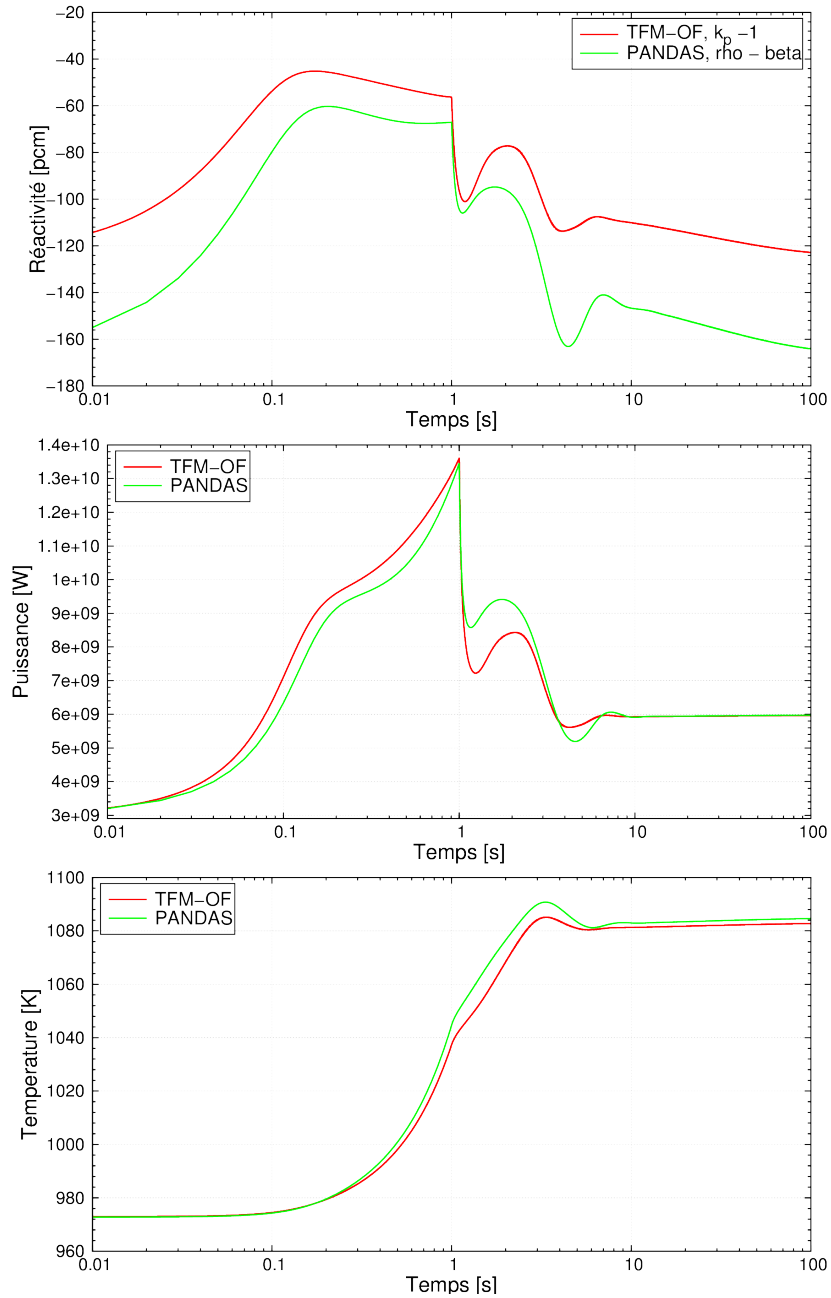 −20
−40
−60
−80
−100
−120
−140
−160
−180
Réactivité [pcm]
TFM−OF, kp −1
PANDAS, rho − beta
0.01 0.1 1 10 100
Temps [s]
1.4e+10
1.3e+10
1.2e+10
1.1e+10
1e+10
9e+09
8e+09
7e+09
6e+09
5e+09
4e+09
3e+09
Puissance [W]
TFM−OF
PANDAS
0.01 0.1 1 10 100
Temps [s]
1100
1080
1060
1040
1020
1000
980
960
Temperature [K]
TFM−OF
PANDAS
0.01 0.1 1 10 100
Temps [s]